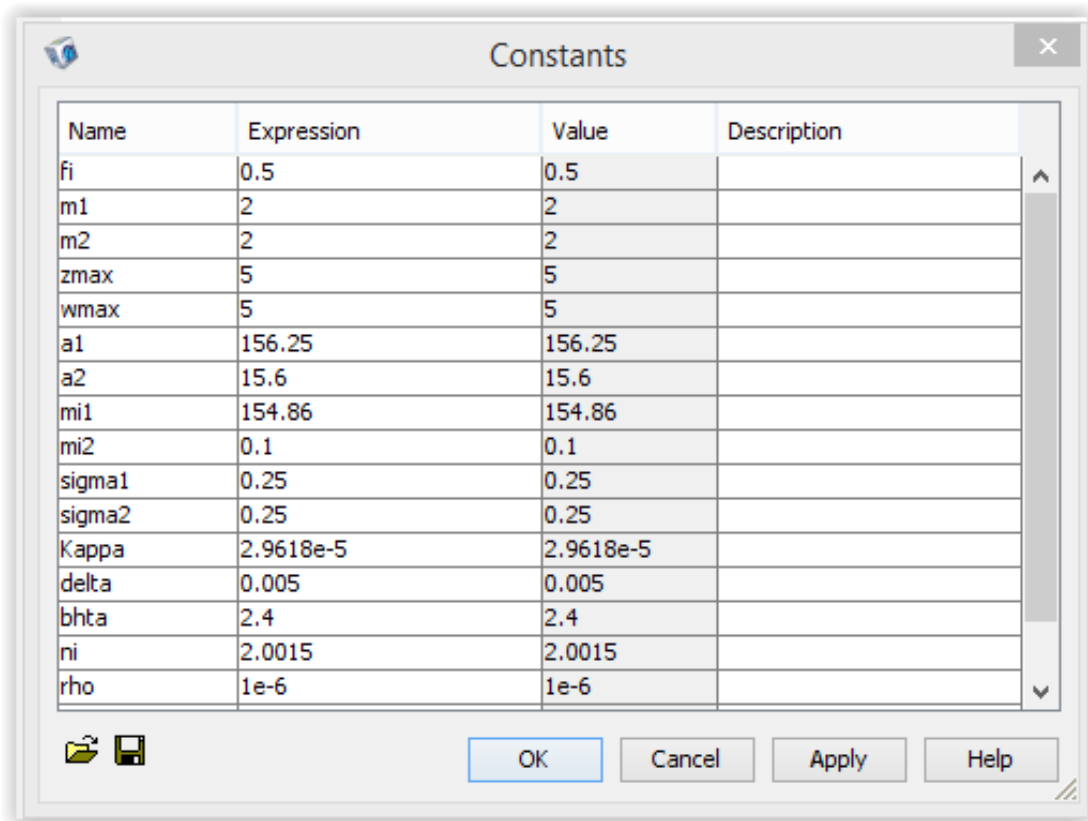 Constants
Name Expression Value Description
fi 0.5 0.5
m1 2 2
m2 2 2
zmax 5 5
wmax 5 5
a1 156.25 156.25
a2 15.6 15.6
mi1 154.86 154.86
mi2 0.1 0.1
sigma1 0.25 0.25
sigma2 0.25 0.25
Kappa 2.9618e-5 2.9618e-5
delta 0.005 0.005
bhta 2.4 2.4
ni 2.0015 2.0015
rho 1e-6 1e-6
OK Cancel Apply Help